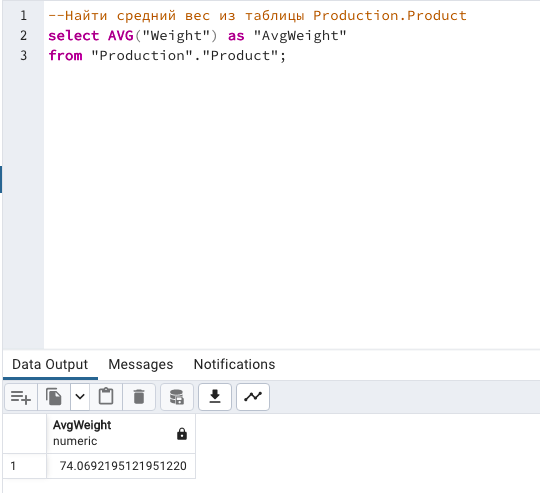 1 --Найти средний вес из таблицы Production.Product
2 select AVG("Weight") as "AvgWeight"
3 from "Production"."Product";
Data Output Messages Notifications
AvgWeight
numeric
1 74.0692195121951220